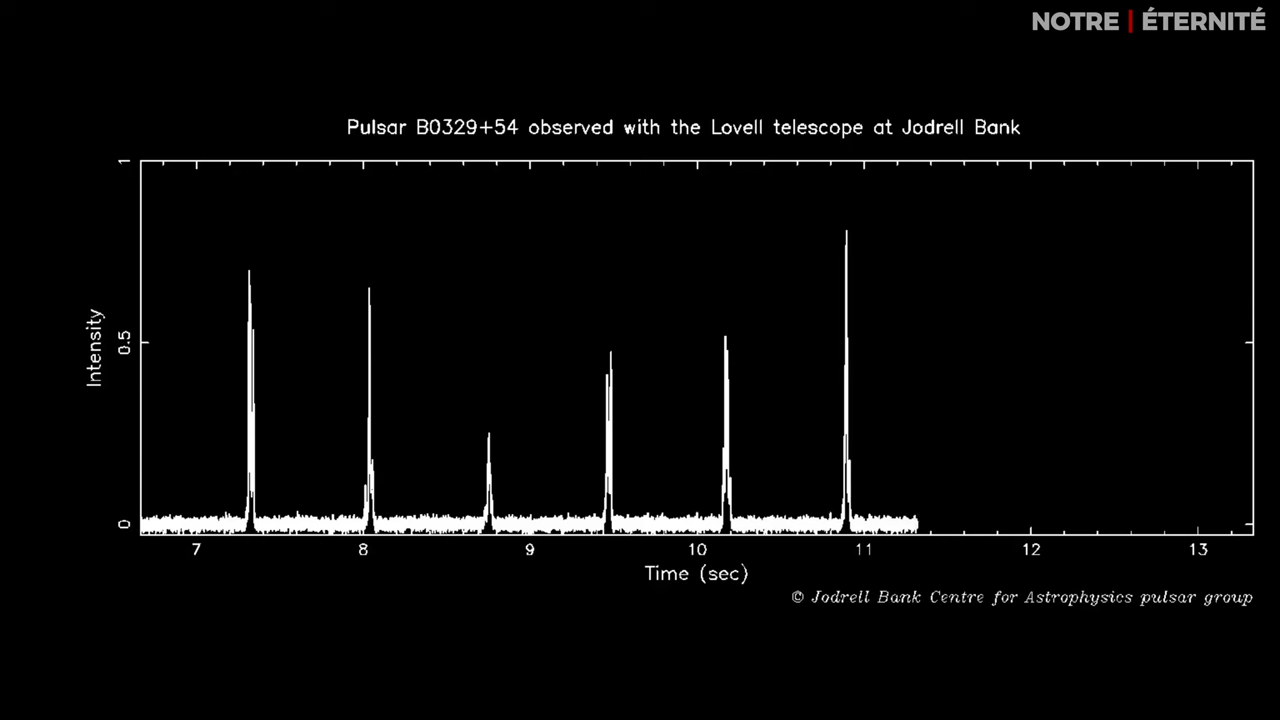 NOTRE | ÉTERNITÉ
Pulsar B0329+54 observed with the Lovell telescope at Jodrell Bank
1
0.5
0
Intensity
7 8 9 10 11 12 13
Time (sec)
© Jodrell Bank Centre for Astrophysics pulsar group